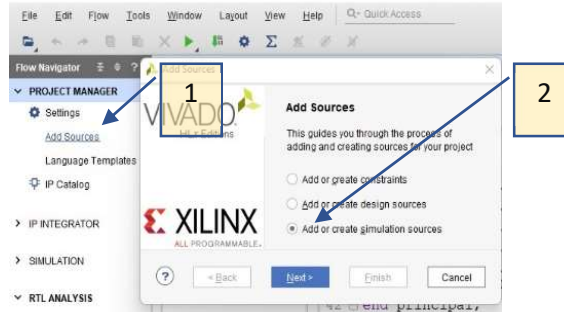 File Edit Flow Tools Window Layout View Help Q- Quick Access
Flow Navigator ?
Add Sources
PROJECT MANAGER
Settings
Add Sources
Language Templates
IP Catalog
IP INTEGRATOR
SIMULATION
RTL ANALYSIS
1
2
VIVADO
HLx Editions
XILINX
ALL PROGRAMMABLE.
Add Sources
This guides you through the process of
adding and creating sources for your project
Add or create constraints
Add or create design sources
Add or create simulation sources
?
< Back Next > Finish Cancel
42 end principal;